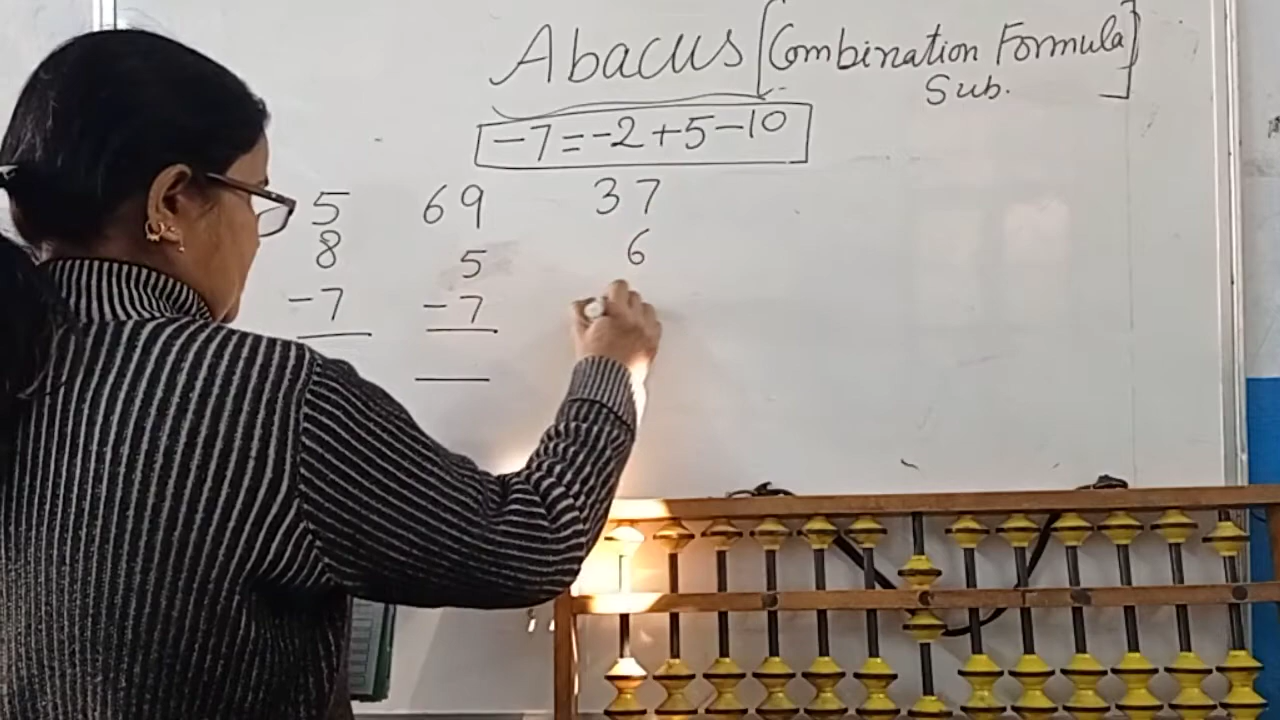 Abacus [Combination Formula]
Sub.
-7=-2+5-10
5 69 37
8 5 6
-7 -7